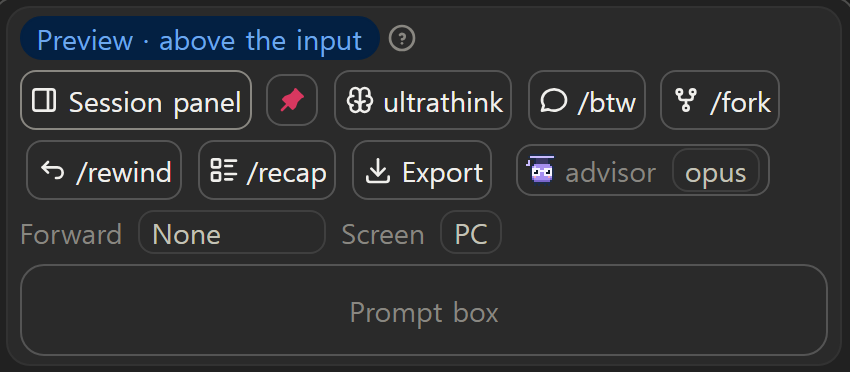 Preview · above the input ?
Session panel ultrathink /btw /fork
/rewind /recap Export advisor opus
Forward None Screen PC
Prompt box